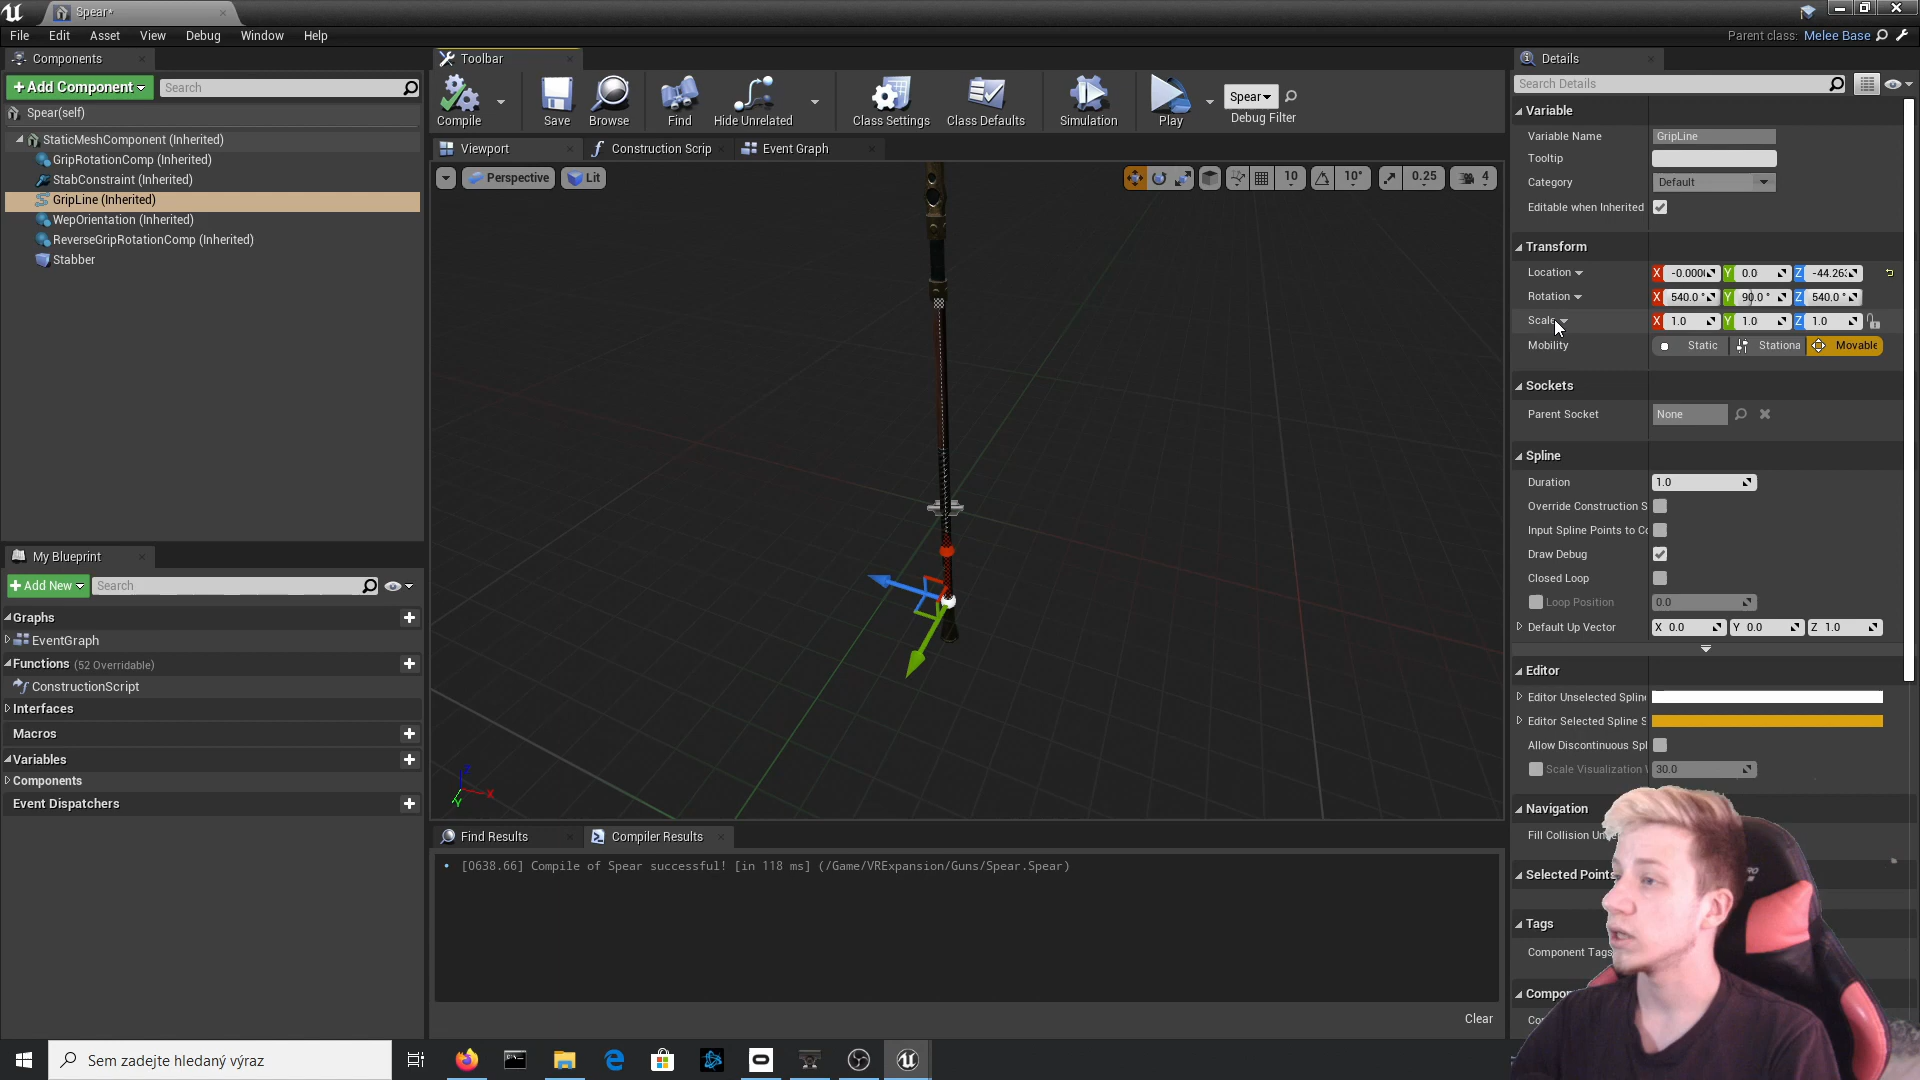 Spear*
File Edit Asset View Debug Window Help
Parent class: Melee Base
Components
+Add Component
Search
Spear(self)
StaticMeshComponent (Inherited)
GripRotationComp (Inherited)
StabConstraint (Inherited)
GripLine (Inherited)
WepOrientation (Inherited)
ReverseGripRotationComp (Inherited)
Stabber
My Blueprint
+Add New
Search
Graphs
EventGraph
Functions (52 Overridable)
ConstructionScript
Interfaces
Macros
Variables
Components
Event Dispatchers
Toolbar
Compile
Save
Browse
Find
Hide Unrelated
Class Settings
Class Defaults
Simulation
Play
Spear
Debug Filter
Viewport
Construction Scrip
Event Graph
Perspective
Lit
10
10°
0.25
4
X
Y
Find Results
Compiler Results
• [0638.66] Compile of Spear successful! [in 118 ms] (/Game/VRExpansion/Guns/Spear.Spear)
Clear
Details
Search Details
Variable
Variable Name GripLine
Tooltip
Category Default
Editable when Inherited
Transform
Location X -0.000 Y 0.0 Z -44.26
Rotation X 540.0 ° Y 90.0 ° Z 540.0 °
Scale X 1.0 Y 1.0 Z 1.0
Mobility Static Stationa Movable
Sockets
Parent Socket None
Spline
Duration 1.0
Override Construction S
Input Spline Points to Co
Draw Debug
Closed Loop
Loop Position 0.0
Default Up Vector X 0.0 Y 0.0 Z 1.0
Editor
Editor Unselected Spline
Editor Selected Spline S
Allow Discontinuous Spl
Scale Visualization 30.0
Navigation
Fill Collision Un
Selected Points
Tags
Component Tags
Compo
Co
Sem zadejte hledaný výraz